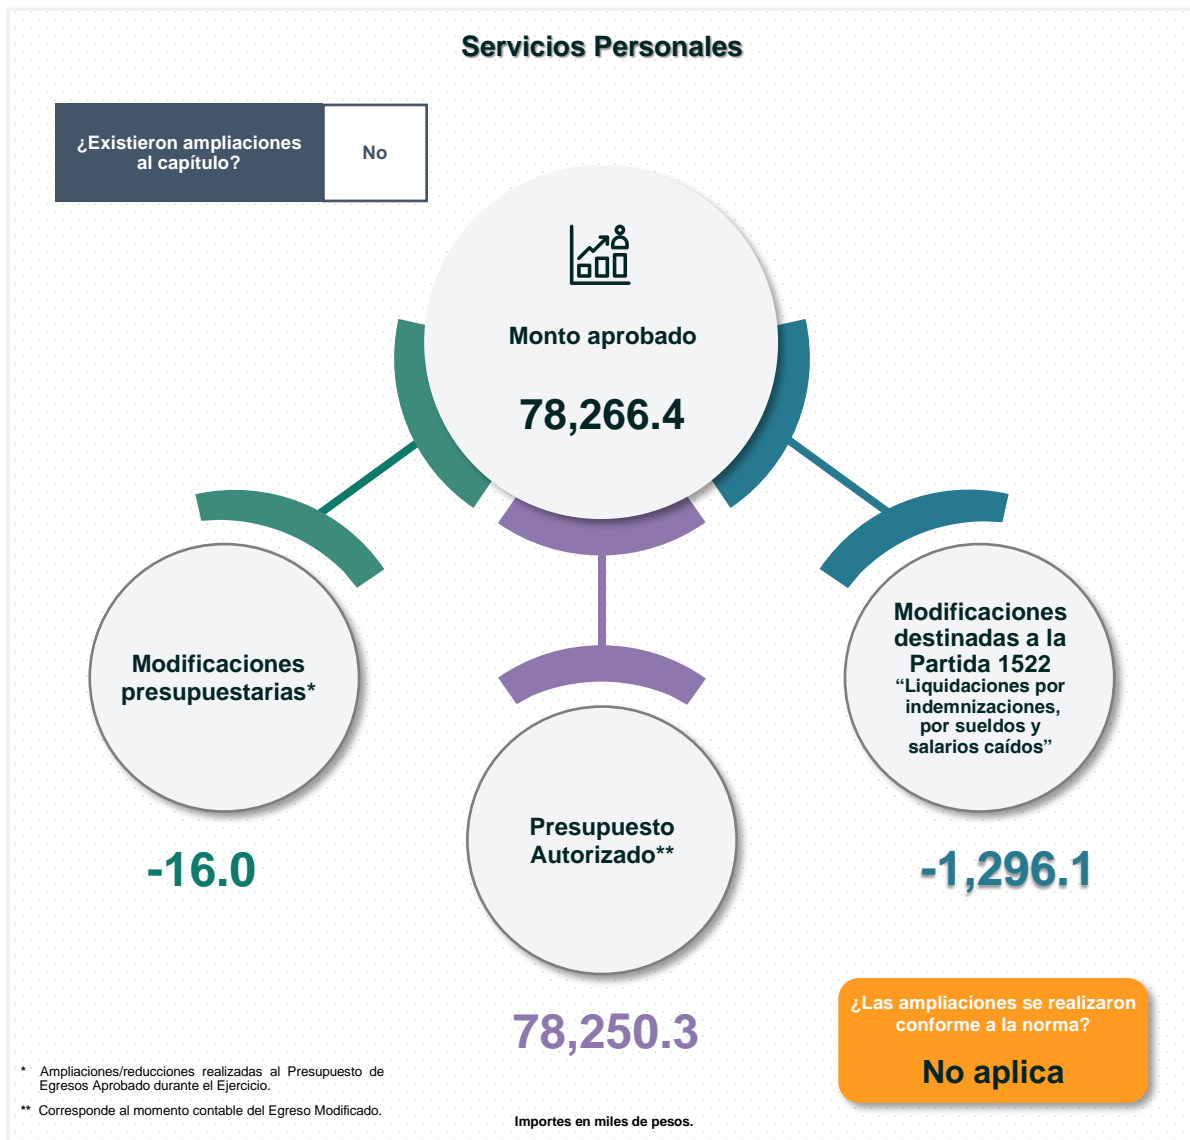 Servicios Personales
¿Existieron ampliaciones
al capítulo?
No
Monto aprobado
78,266.4
Modificaciones
presupuestarias*
-16.0
Presupuesto
Autorizado**
78,250.3
Modificaciones
destinadas a la
Partida 1522
“Liquidaciones por
indemnizaciones,
por sueldos y
salarios caídos”
-1,296.1
¿Las ampliaciones se realizaron
conforme a la norma?
No aplica
* Ampliaciones/reducciones realizadas al Presupuesto de
Egresos Aprobado durante el Ejercicio.
** Corresponde al momento contable del Egreso Modificado.
Importes en miles de pesos.